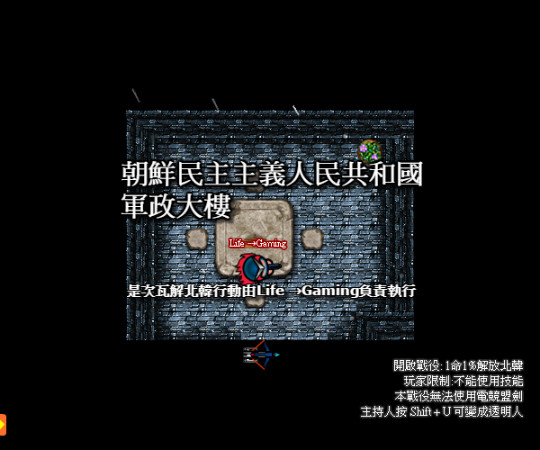 朝鮮民主主義人民共和國
軍政大樓
Life →Gaming
是次瓦解北韓行動由Life →Gaming負責執行
開啟戰役: 1命1%解放北韓
玩家限制:不能使用技能
本戰役無法使用電競盟劍
主持人按 Shift + U 可變成透明人